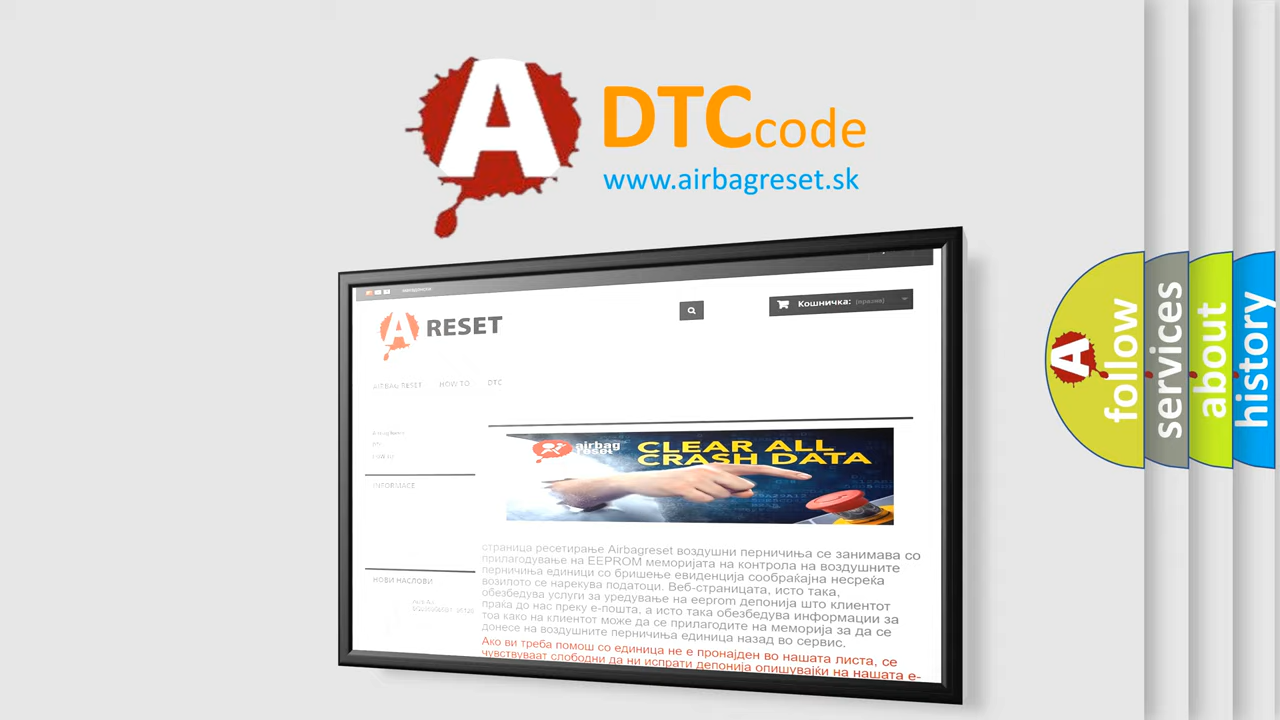 A
DTCcode
www.airbagreset.sk
Кошничка: (празна)
A RESET
AIRBAG RESET HOW TO DTC
airbag
reset
CLEAR ALL
CRASH DATA
INFORMACE
страница ресетирање Airbagreset воздушни перничиња се занимава со
прилагодување на EEPROM меморијата на контрола на воздушните
перничиња единици со бришење евиденција сообраќајна несреќа
возилото се нарекува податоци. Веб-страницата, исто така,
обезбедува услуги за уредување на eeprom депонија што клиентот
праќа до нас преку е-пошта, а исто така обезбедува информации за
тоа како на клиентот може да се прилагодите на меморија за да се
донесе на воздушните перничиња единица назад во сервис.
НОВИ НАСЛОВИ
Ако ви треба помош со единица не е пронајден во нашата листа, се
чувствуваат слободни да ни испрати депонија опишувајќи на нашата е-
A
follow
services
about
history